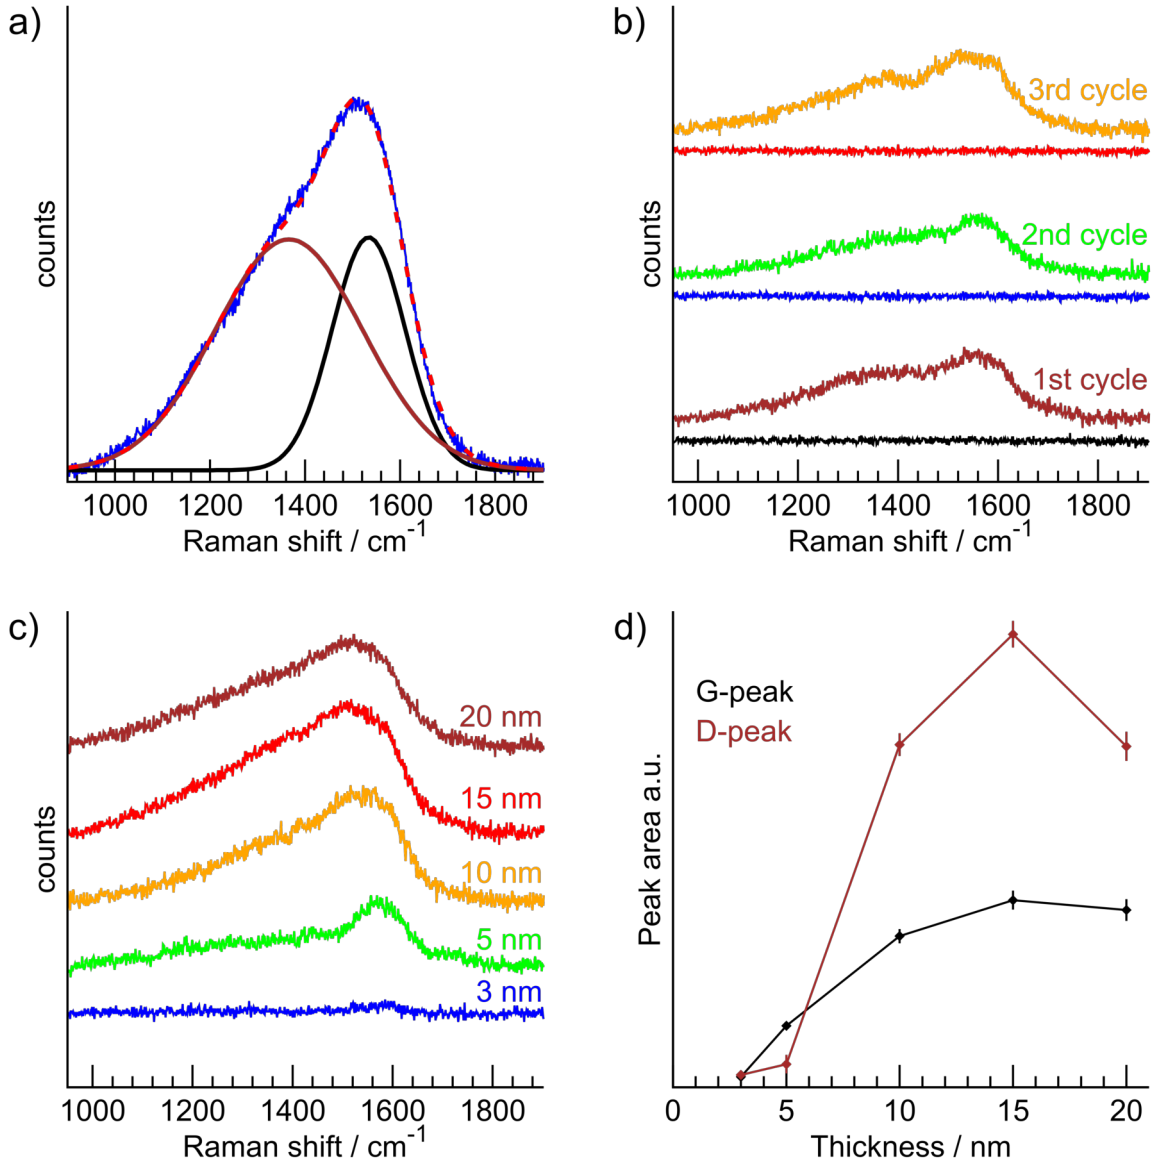 a)
counts
1000 1200 1400 1600 1800
Raman shift / cm-1
b)
counts
3rd cycle
2nd cycle
1st cycle
1000 1200 1400 1600 1800
Raman shift / cm-1
c)
counts
20 nm
15 nm
10 nm
5 nm
3 nm
1000 1200 1400 1600 1800
Raman shift / cm-1
d)
Peak area a.u.
G-peak
D-peak
0 5 10 15 20
Thickness / nm